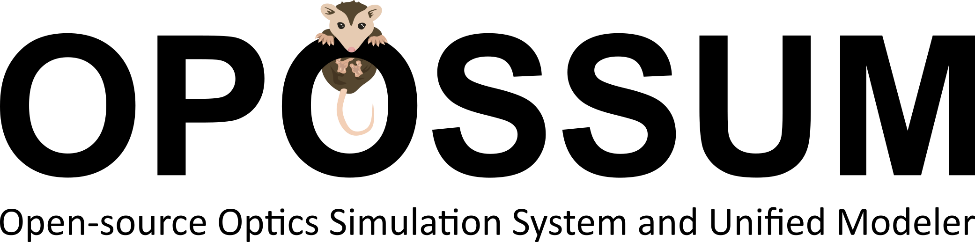 OPOSSUM
Open-source Optics Simulation System and Unified Modeler